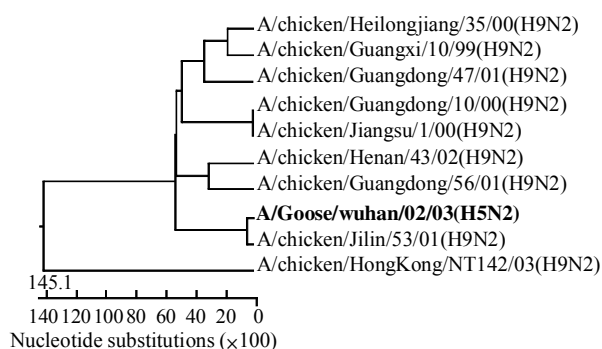 A/chicken/Heilongjiang/35/00(H9N2)
A/chicken/Guangxi/10/99(H9N2)
A/chicken/Guangdong/47/01(H9N2)
A/chicken/Guangdong/10/00(H9N2)
A/chicken/Jiangsu/1/00(H9N2)
A/chicken/Henan/43/02(H9N2)
A/chicken/Guangdong/56/01(H9N2)
A/Goose/wuhan/02/03(H5N2)
A/chicken/Jilin/53/01(H9N2)
A/chicken/HongKong/NT142/03(H9N2)
145.1
140 120 100 80 60 40 20 0
Nucleotide substitutions (×100)